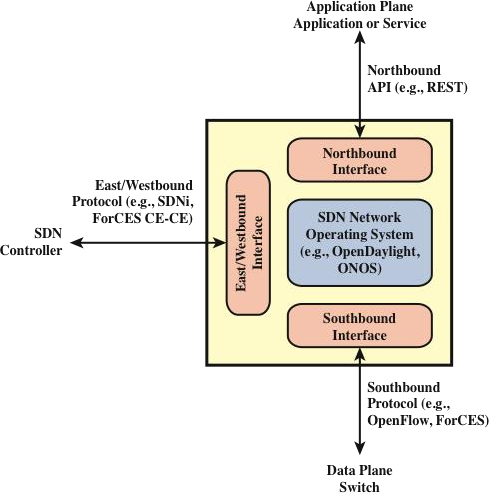 Application Plane
Application or Service
Northbound
API (e.g., REST)
Northbound
Interface
East/Westbound
Protocol (e.g., SDNi,
ForCES CE-CE)
SDN
Controller
East/Westbound
Interface
SDN Network
Operating System
(e.g., OpenDaylight,
ONOS)
Southbound
Interface
Southbound
Protocol (e.g.,
OpenFlow, ForCES)
Data Plane
Switch